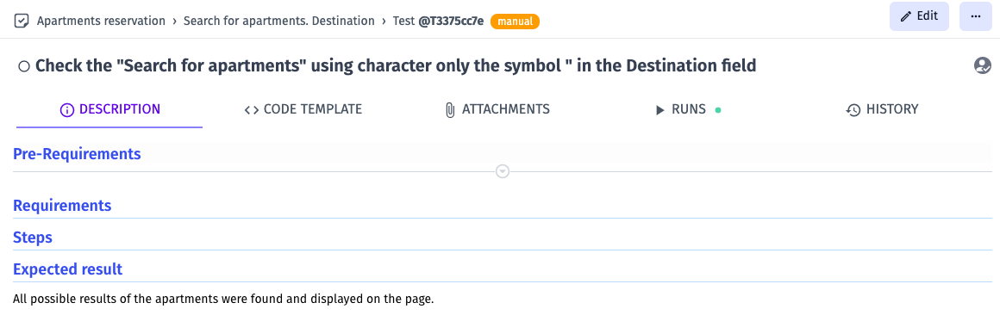 Apartments reservation › Search for apartments. Destination › Test @T3375cc7e manual
Edit ...
Check the "Search for apartments" using character only the symbol " in the Destination field
DESCRIPTION
CODE TEMPLATE
ATTACHMENTS
RUNS
HISTORY
Pre-Requirements
Requirements
Steps
Expected result
All possible results of the apartments were found and displayed on the page.